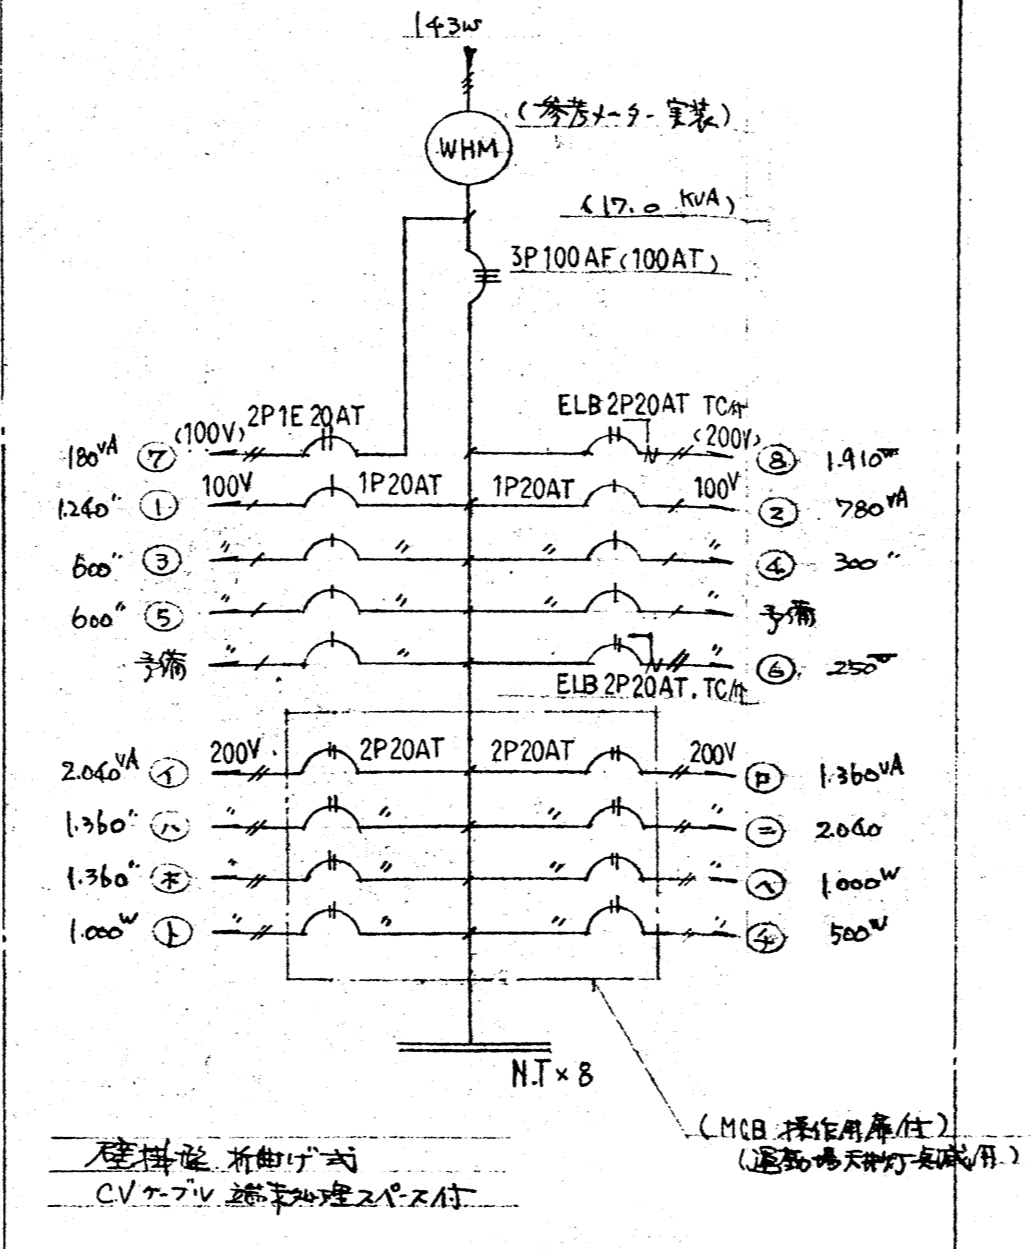 1φ3W
WHM
(参考メーター実装)
(17.0 KVA)
3P100AF(100AT)
180VA ⑦ (100V) 2P1E 20AT
ELB 2P20AT TC付 (200V) ⑧ 1.910W
1.240〃 ① 100V 1P20AT 1P20AT 100V ② 780VA
600〃 ③ 〃 〃 〃 〃 ④ 300〃
600〃 ⑤ 〃 〃 〃 〃 予備
予備 〃 〃 〃 ⑥ 250W
ELB 2P20AT. TC付
2.040VA イ 200V 2P20AT 2P20AT 200V ロ 1.360VA
1.360〃 ハ 〃 〃 〃 〃 ニ 2.040
1.360〃 ホ 〃 〃 〃 〃 ヘ 1.000W
1.000W ト 〃 〃 〃 〃 チ 500W
N.T×8
(MCB 操作用扉付)
(運動場天井灯点滅用)
壁掛盤 折曲げ式
CVケーブル 端末処理スペース付